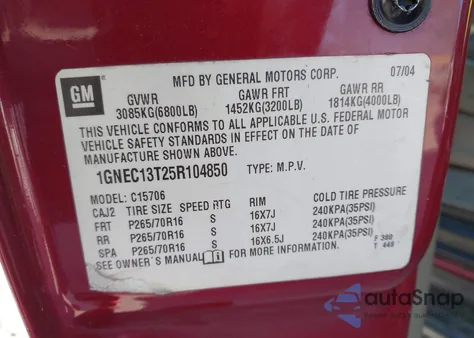 GM
MFD BY GENERAL MOTORS CORP. 07/04
GVWR GAWR FRT GAWR RR
3085KG(6800LB) 1452KG(3200LB) 1814KG(4000LB)
THIS VEHICLE CONFORMS TO ALL APPLICABLE U.S. FEDERAL MOTOR
VEHICLE SAFETY STANDARDS IN EFFECT ON THE DATE OF
MANUFACTURE SHOWN ABOVE.
1GNEC13T25R104850 TYPE: M.P.V.
MODEL: C15706
CAJ2 TIRE SIZE SPEED RTG RIM COLD TIRE PRESSURE
FRT P265/70R16 S 16X7J 240KPA(35PSI)
RR P265/70R16 S 16X7J 240KPA(35PSI)
SPA P265/70R16 S 16X6.5J 240KPA(35PSI)
SEE OWNER'S MANUAL FOR MORE INFORMATION. F 380
T 440
autoSnap